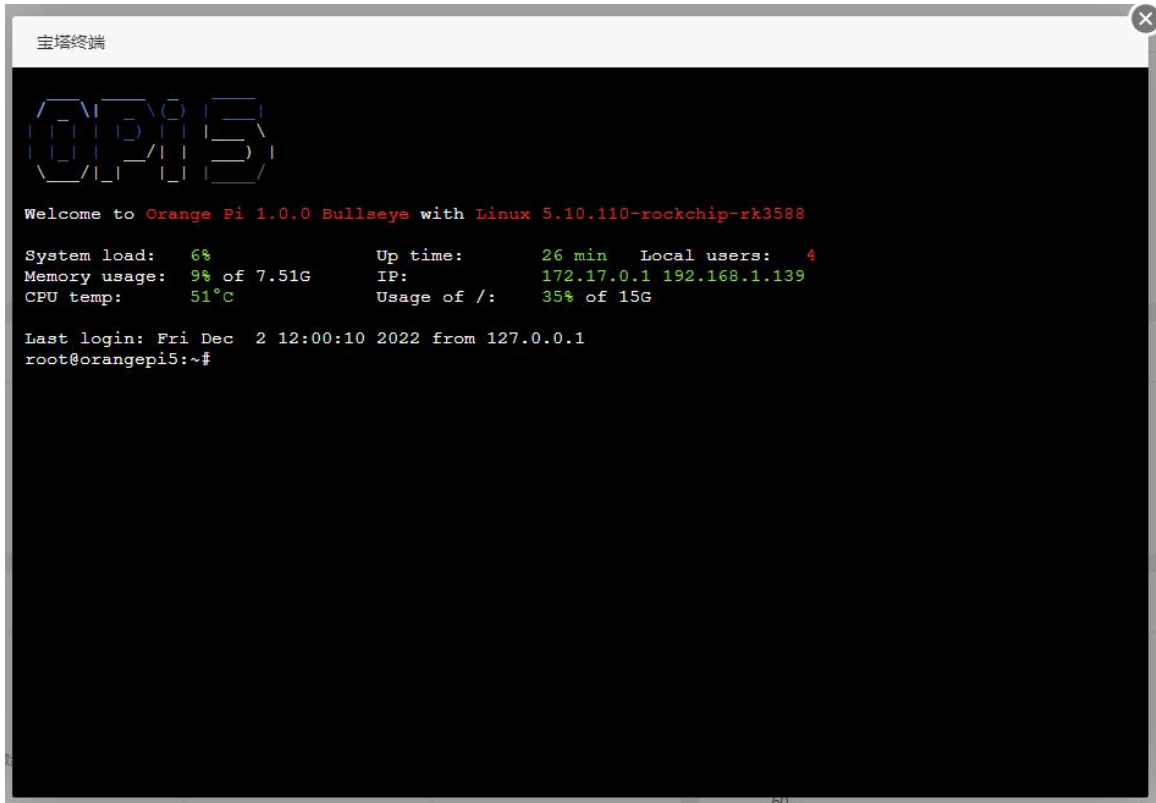 宝塔终端
OPi 5
Welcome to Orange Pi 1.0.0 Bullseye with Linux 5.10.110-rockchip-rk3588
System load: 6% Up time: 26 min Local users: 4
Memory usage: 9% of 7.51G IP: 172.17.0.1 192.168.1.139
CPU temp: 51°C Usage of /: 35% of 15G
Last login: Fri Dec 2 12:00:10 2022 from 127.0.0.1
root@orangepi5:~#
60